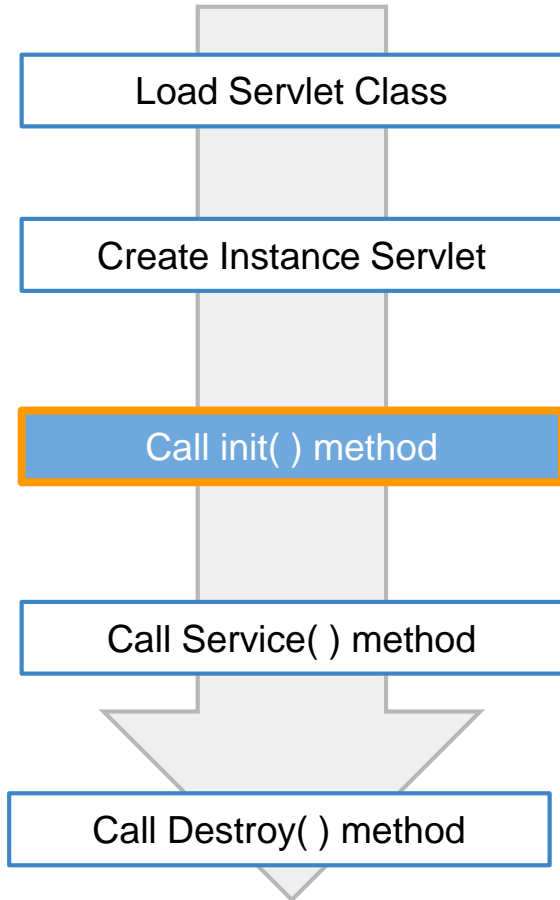 Load Servlet Class
Create Instance Servlet
Call init( ) method
Call Service( ) method
Call Destroy( ) method